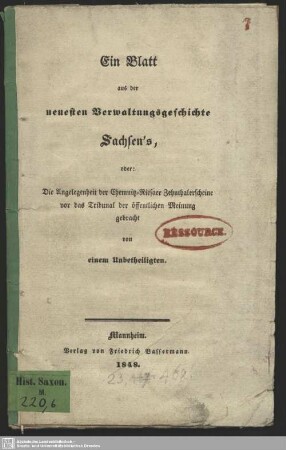 7
Ein Blatt
aus der
neuesten Verwaltungsgeschichte
Sachsen's,
oder:
Die Angelegenheit der Chemnitz-Riesaer Zehnthalerscheine
vor das Tribunal der öffentlichen Meinung
gebracht
von
RESSOURCE.
einem Unbetheiligten.
Mannheim.
Verlag von Friedrich Bassermann.
1848.
Hist. Saxon.
M.
220,6